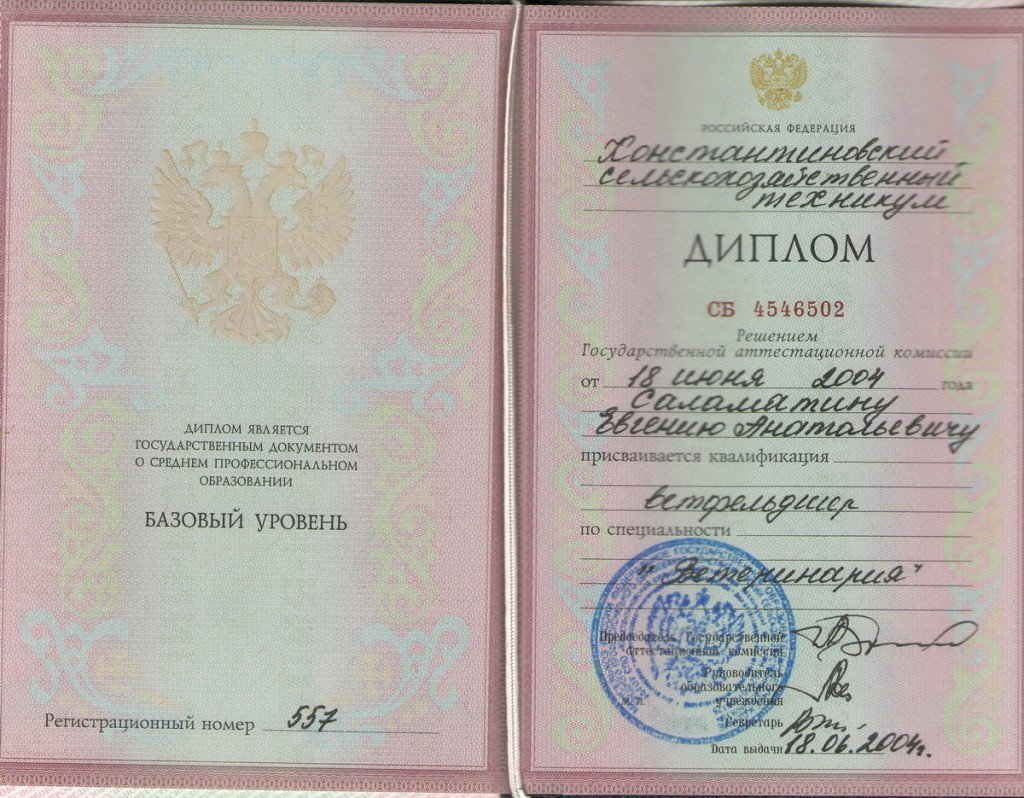 ДИПЛОМ ЯВЛЯЕТСЯ
ГОСУДАРСТВЕННЫМ ДОКУМЕНТОМ
О СРЕДНЕМ ПРОФЕССИОНАЛЬНОМ
ОБРАЗОВАНИИ
БАЗОВЫЙ УРОВЕНЬ
Регистрационный номер 557
РОССИЙСКАЯ ФЕДЕРАЦИЯ
Константиновский
сельскохозяйственный
техникум
ДИПЛОМ
СБ 4546502
Решением
Государственной аттестационной комиссии
от 18 июня 2004 года
Саламатину
Евгению Анатольевичу
присваивается квалификация
ветфельдшер
по специальности
"Ветеринария"
Председатель Государственной
аттестационной комиссии
Руководитель
образовательного
учреждения
М. П.
Секретарь
Дата выдачи 18.06.2004г.